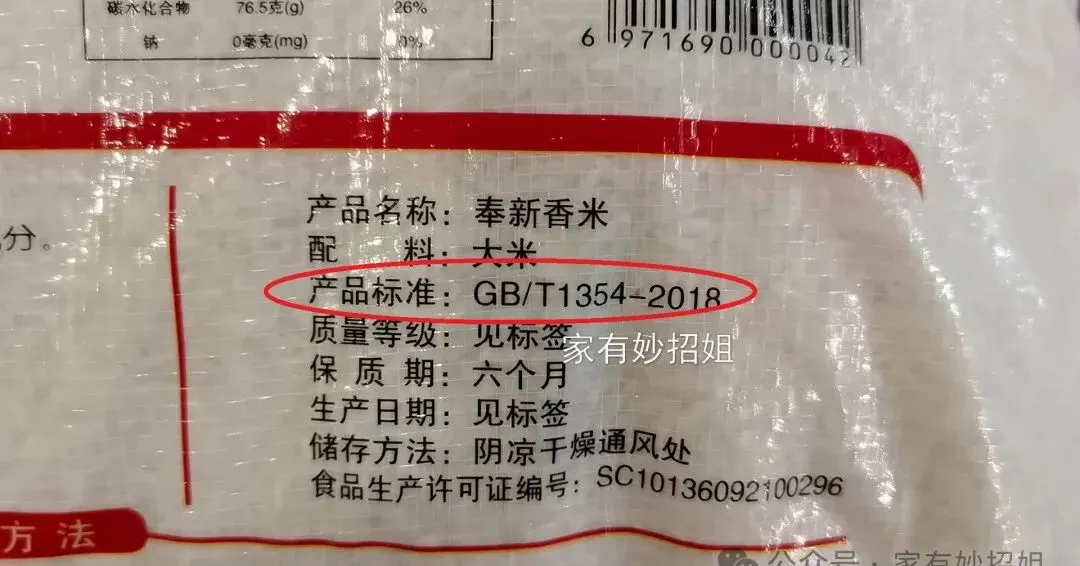 碳水化合物 76.5克(g) 26%
钠 0毫克(mg) 0%
6 971690 000042
分。
产品名称：奉新香米
配 料：大米
产品标准：GB/T1354-2018
质量等级：见标签
家有妙招姐
保 质 期：六个月
生产日期：见标签
储存方法：阴凉干燥通风处
食品生产许可证编号：SC10136092100296
方法
公众号·家有妙招姐